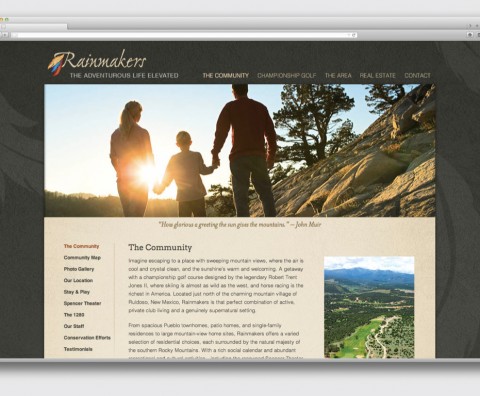 Rainmakers
THE ADVENTUROUS LIFE ELEVATED
THE COMMUNITY CHAMPIONSHIP GOLF THE AREA REAL ESTATE CONTACT
"How glorious a greeting the sun gives the mountains." – John Muir
The Community
Community Map
Photo Gallery
Our Location
Stay & Play
Spencer Theater
The 1280
Our Staff
Conservation Efforts
Testimonials
The Community
Imagine escaping to a place with sweeping mountain views, where the air is
cool and crystal clean, and the sunshine's warm and welcoming. A getaway
with a championship golf course designed by the legendary Robert Trent
Jones II, where skiing is almost as wild as the west, and horse racing is the
richest in America. Located just north of the charming mountain village of
Ruidoso, New Mexico, Rainmakers is that perfect combination of active,
private club living and a genuinely supernatural setting.
From spacious Pueblo townhomes, patio homes, and single-family
residences to large mountain-view home sites, Rainmakers offers a varied
selection of residential choices, each surrounded by the natural majesty of
the southern Rocky Mountains. With a rich social calendar and abundant